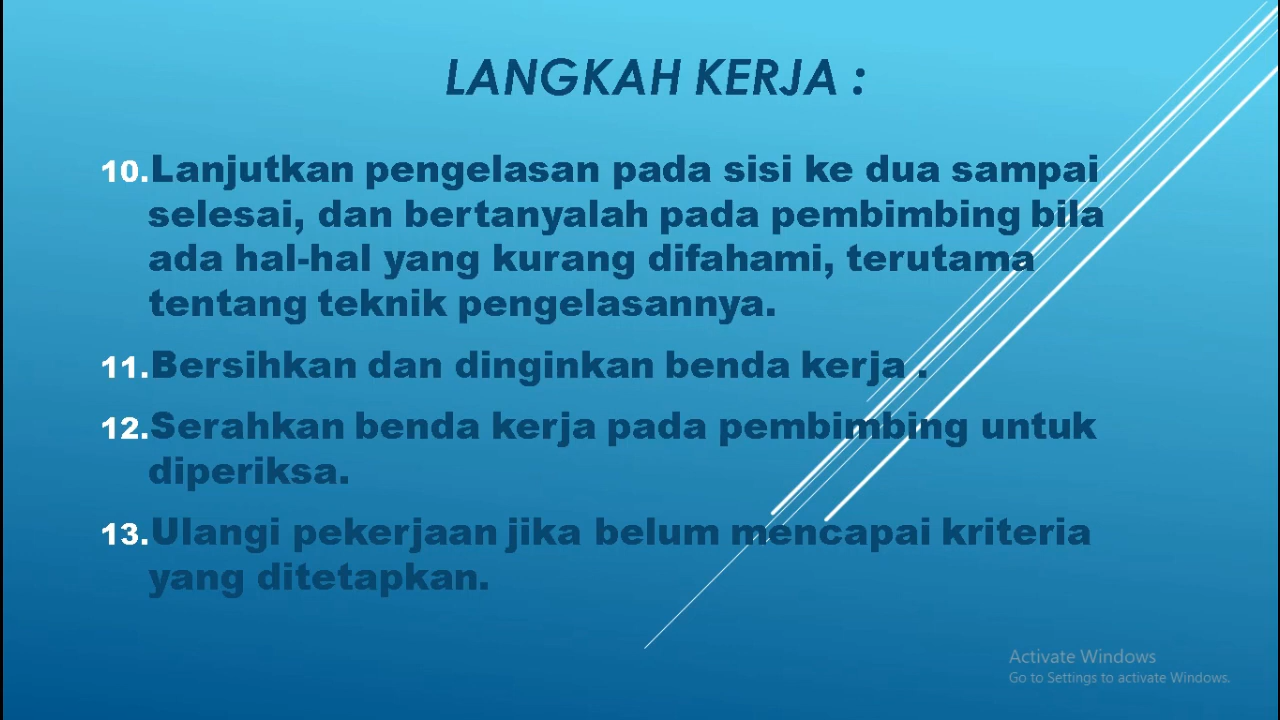 LANGKAH KERJA :
10.Lanjutkan pengelasan pada sisi ke dua sampai
selesai, dan bertanyalah pada pembimbing bila
ada hal-hal yang kurang difahami, terutama
tentang teknik pengelasannya.
11.Bersihkan dan dinginkan benda kerja .
12.Serahkan benda kerja pada pembimbing untuk
diperiksa.
13.Ulangi pekerjaan jika belum mencapai kriteria
yang ditetapkan.
Activate Windows
Go to Settings to activate Windows.